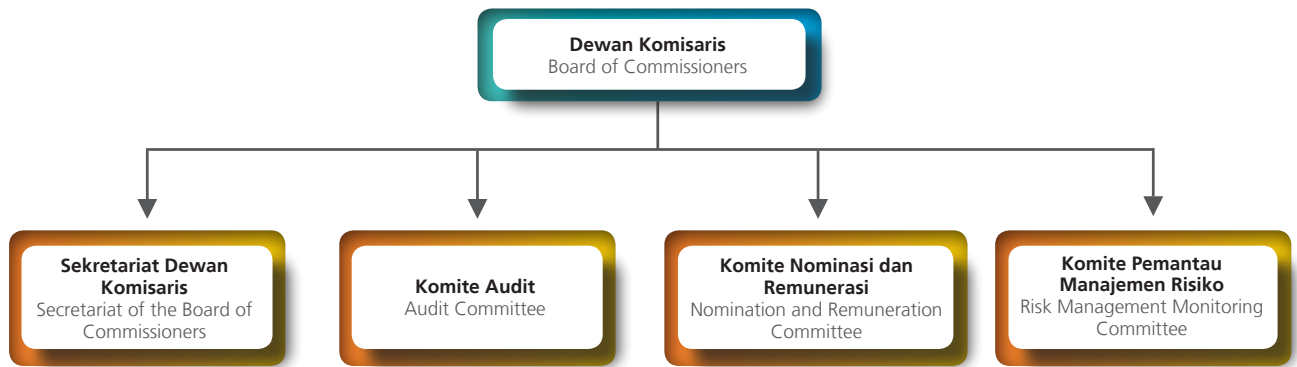 Dewan Komisaris
Board of Commissioners
Sekretariat Dewan
Komisaris
Secretariat of the Board of
Commissioners
Komite Audit
Audit Committee
Komite Nominasi dan
Remunerasi
Nomination and Remuneration
Committee
Komite Pemantau
Manajemen Risiko
Risk Management Monitoring
Committee